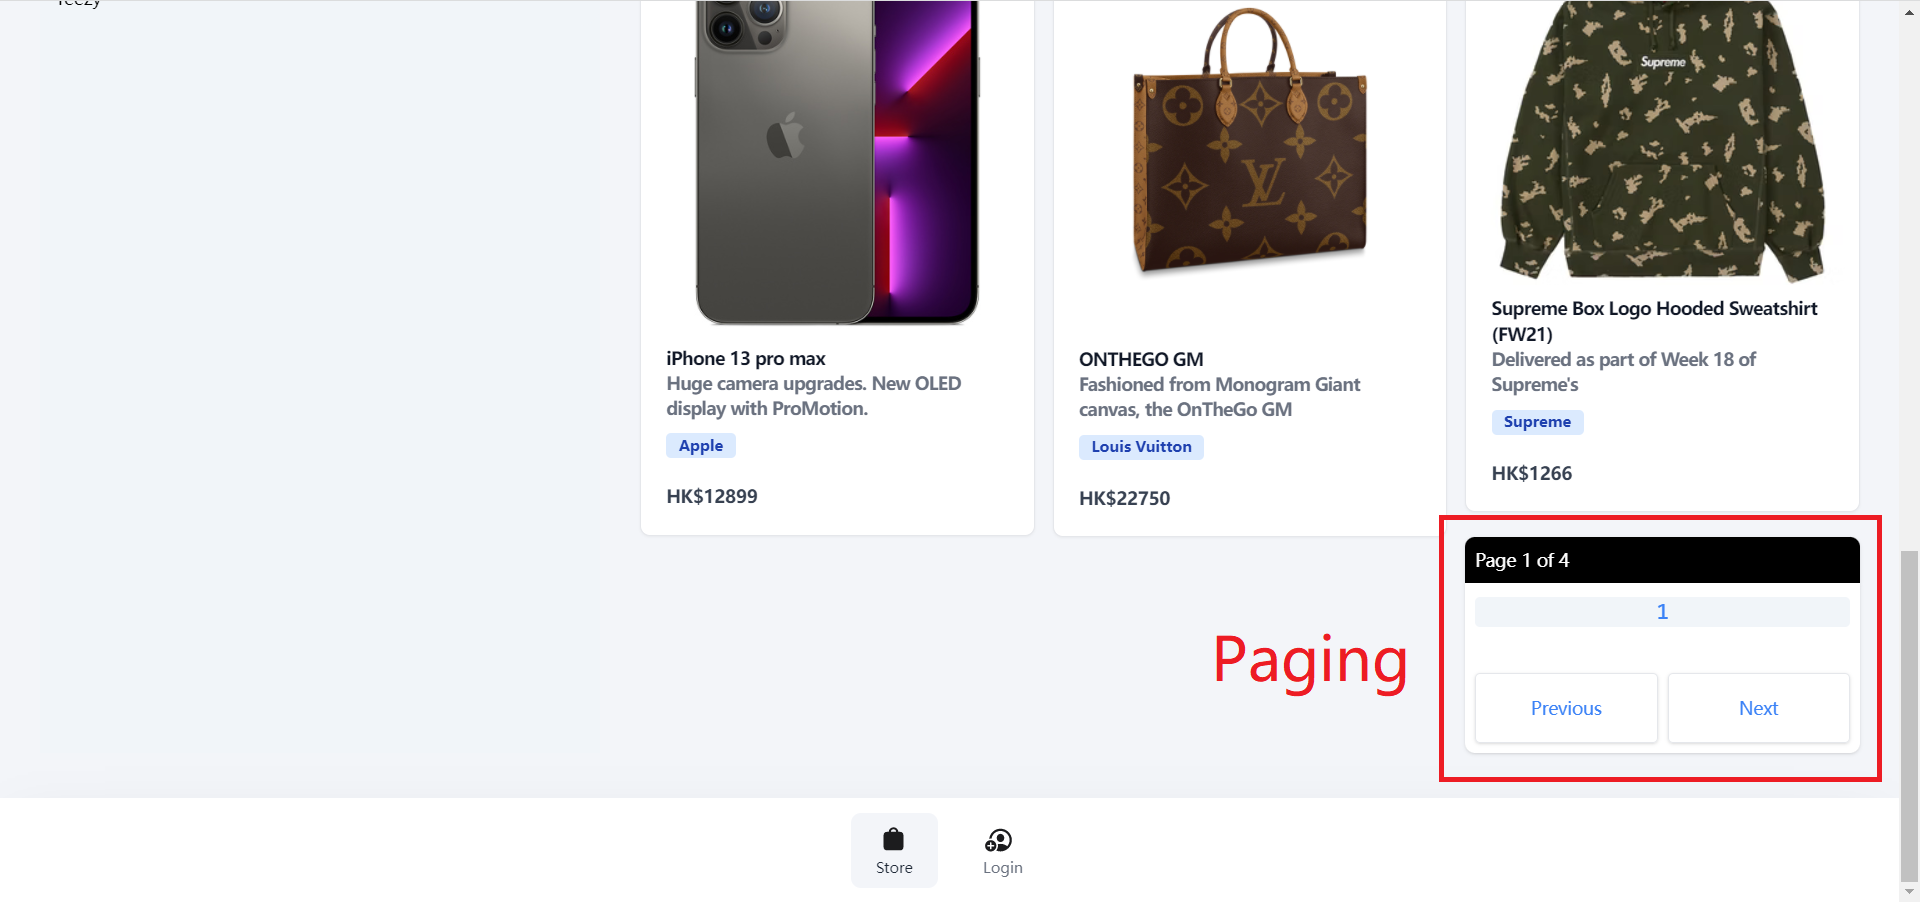 Yeezy
Supreme
LV
iPhone 13 pro max
Huge camera upgrades. New OLED
display with ProMotion.
Apple
HK$12899
ONTHEGO GM
Fashioned from Monogram Giant
canvas, the OnTheGo GM
Louis Vuitton
HK$22750
Supreme Box Logo Hooded Sweatshirt
(FW21)
Delivered as part of Week 18 of
Supreme's
Supreme
HK$1266
Paging
Page 1 of 4
1
Previous
Next
Store
Login